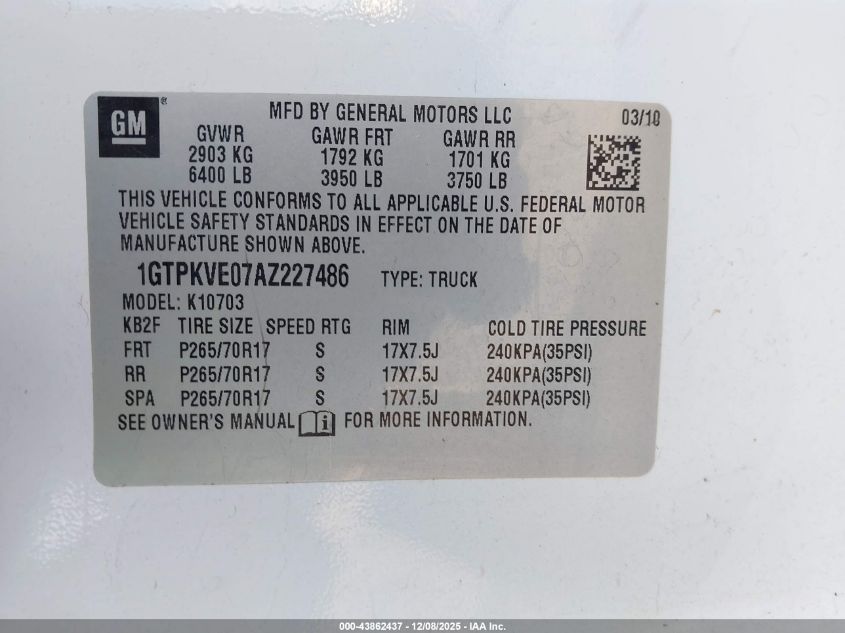 GM®
MFD BY GENERAL MOTORS LLC 03/10
GVWR GAWR FRT GAWR RR
2903 KG 1792 KG 1701 KG
6400 LB 3950 LB 3750 LB
THIS VEHICLE CONFORMS TO ALL APPLICABLE U.S. FEDERAL MOTOR
VEHICLE SAFETY STANDARDS IN EFFECT ON THE DATE OF
MANUFACTURE SHOWN ABOVE.
1GTPKVE07AZ227486 TYPE: TRUCK
MODEL: K10703
KB2F TIRE SIZE SPEED RTG RIM COLD TIRE PRESSURE
FRT P265/70R17 S 17X7.5J 240KPA(35PSI)
RR P265/70R17 S 17X7.5J 240KPA(35PSI)
SPA P265/70R17 S 17X7.5J 240KPA(35PSI)
SEE OWNER'S MANUAL i FOR MORE INFORMATION.
000-43862437 - 12/08/2025 - IAA Inc.